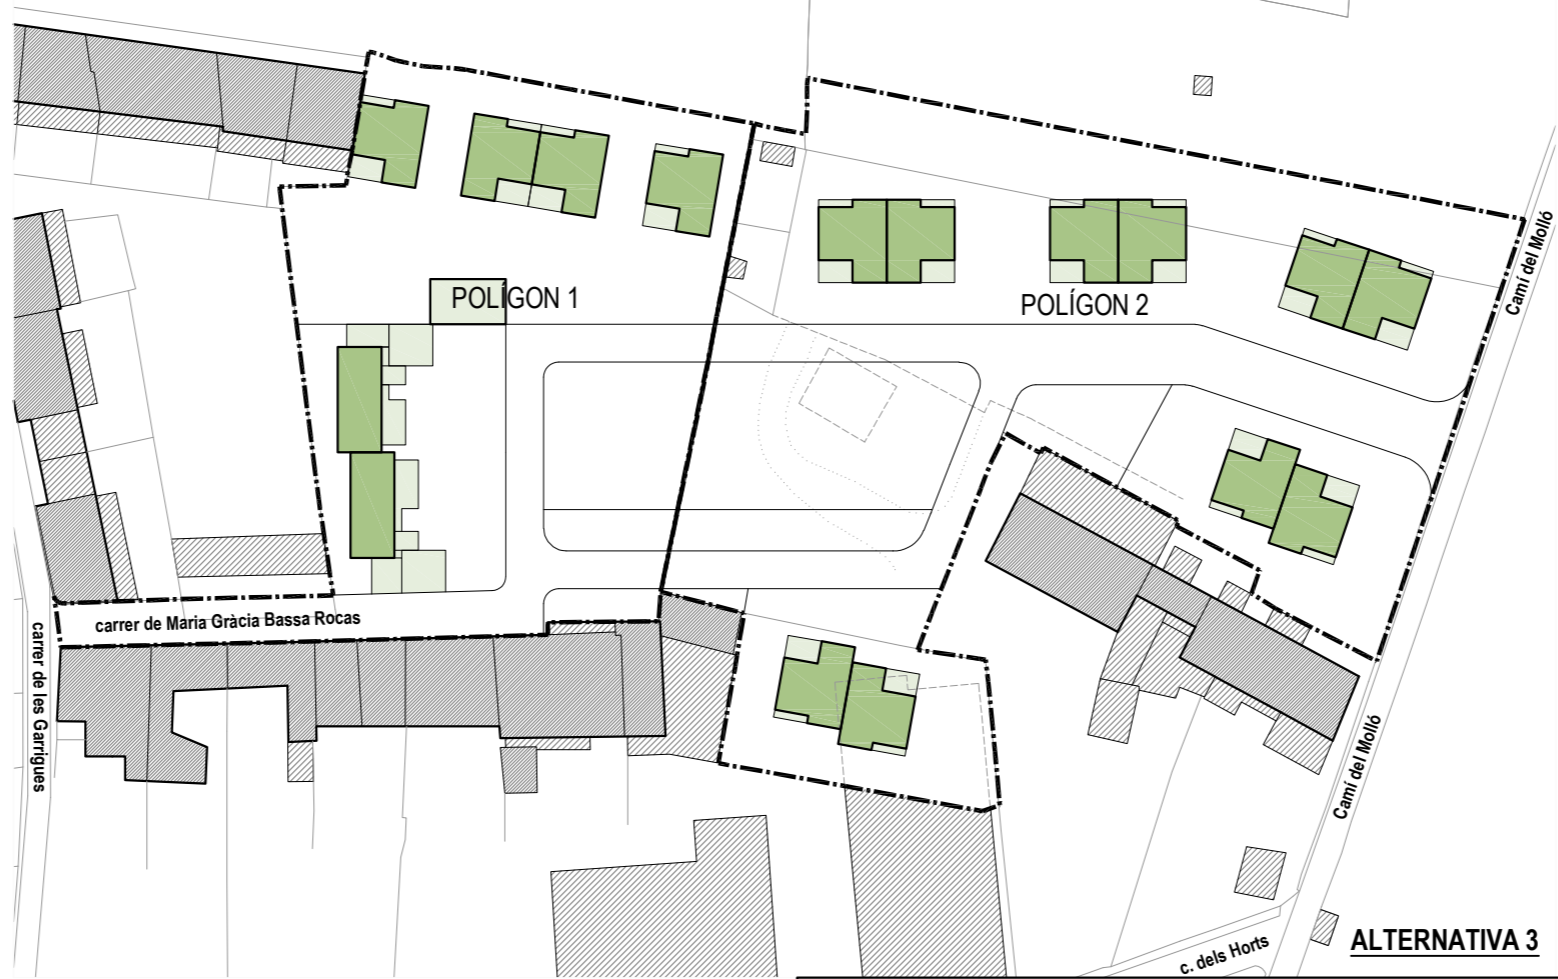 POLÍGON 1
POLÍGON 2
Camí del Molló
carrer de Maria Gràcia Bassa Rocas
carrer de les Garrigues
Camí del Molló
c. dels Horts
ALTERNATIVA 3